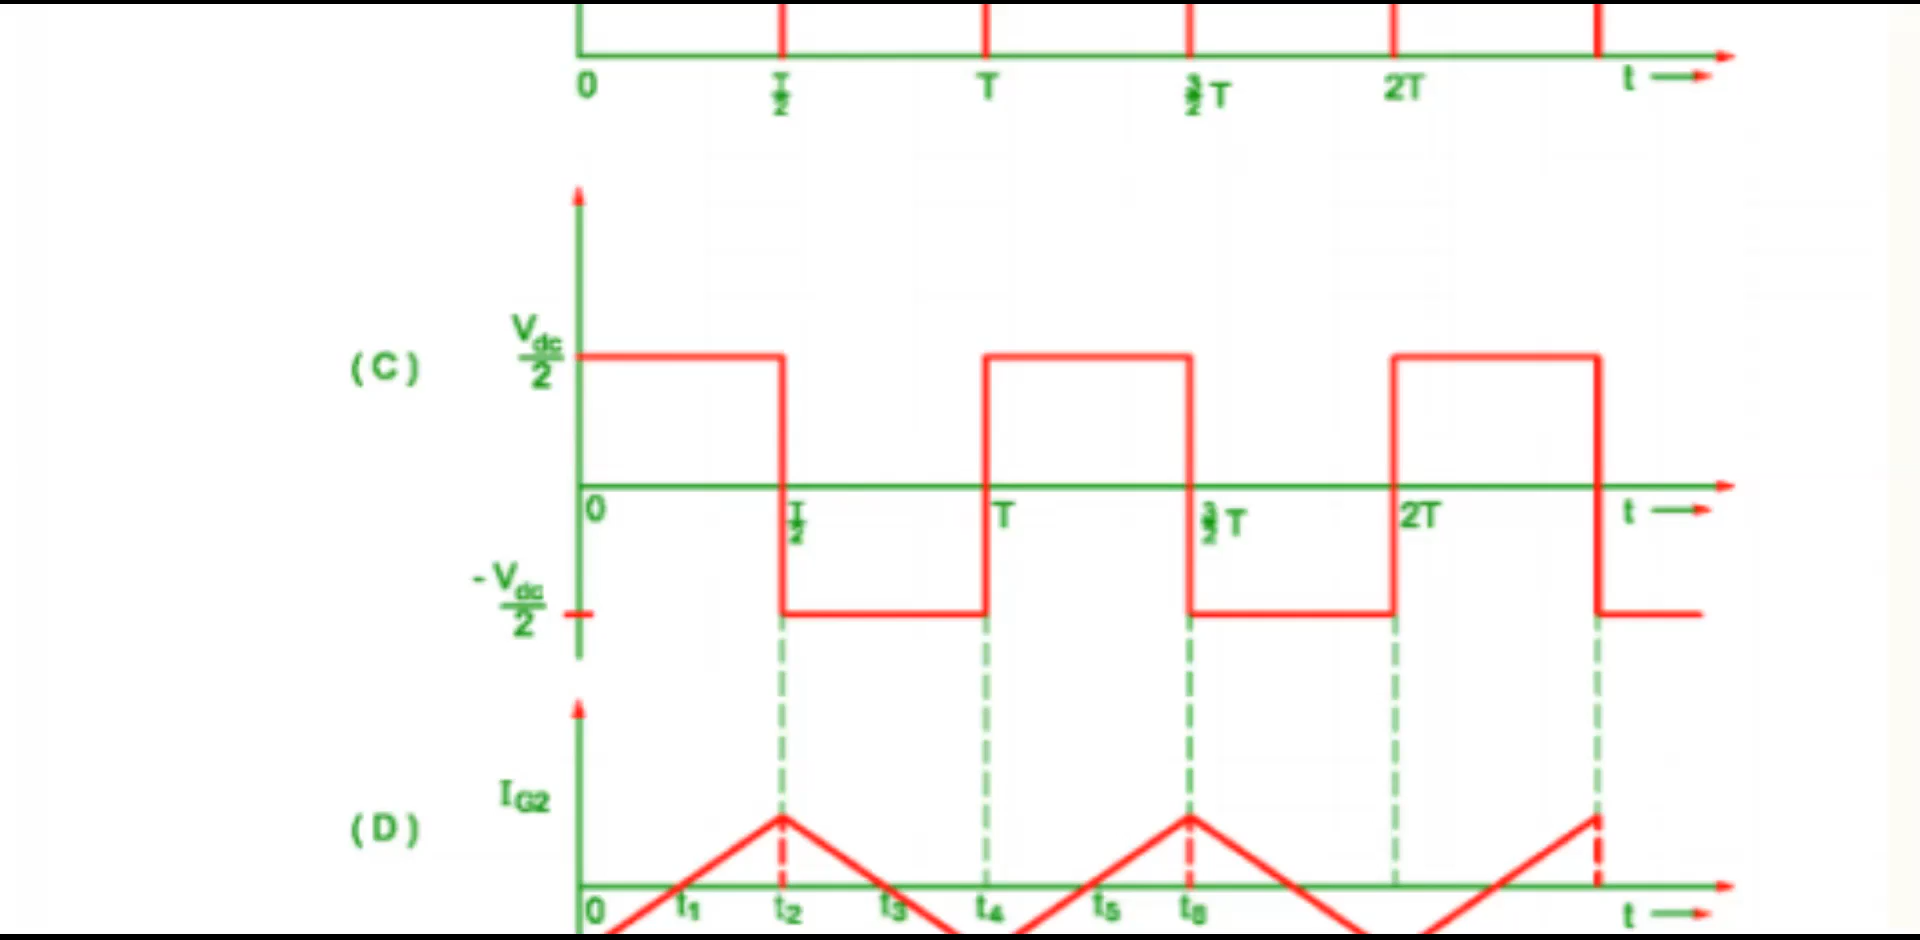 0 T/2 T 3/2 T 2T t
(C)
Vdc/2
0 T/2 T 3/2 T 2T t
-Vdc/2
IG2
(D)
0 t1 t2 t3 t4 t5 t6 t